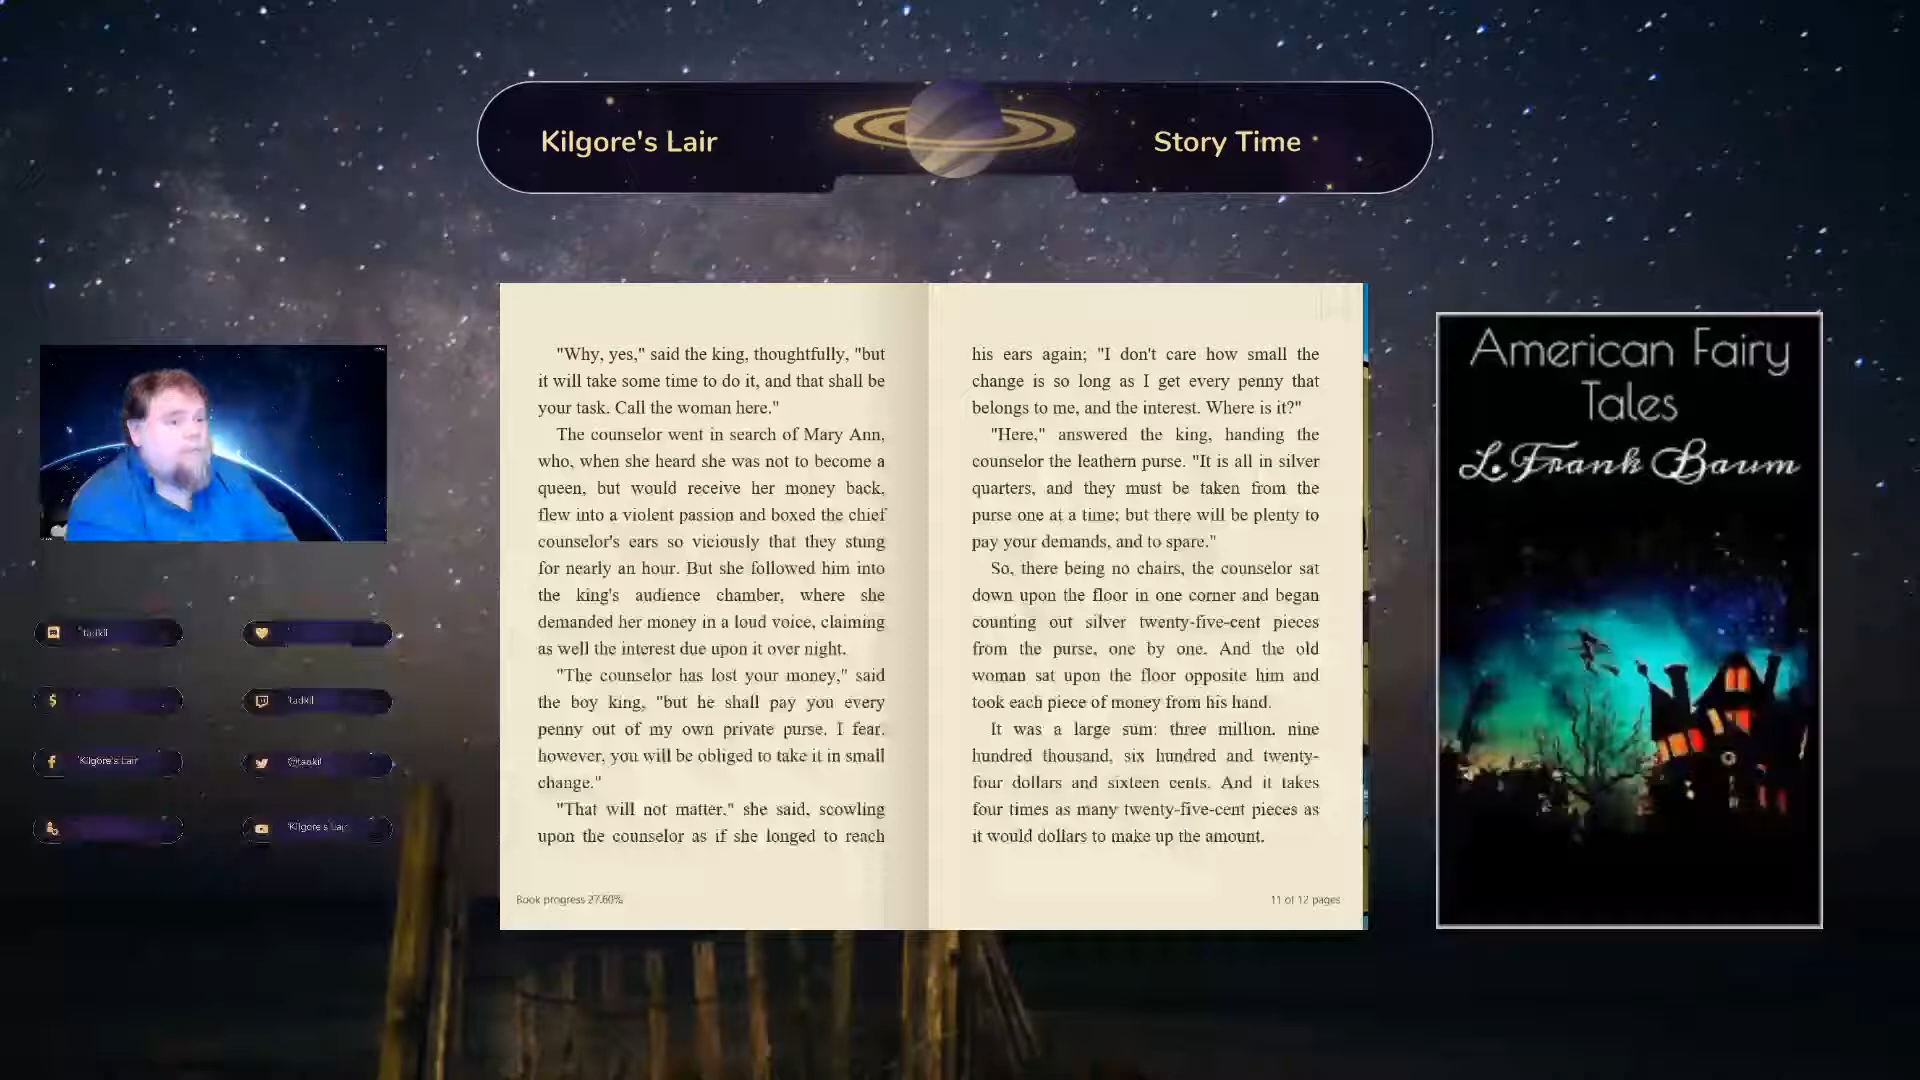 Kilgore's Lair
Story Time
"Why, yes," said the king, thoughtfully, "but
it will take some time to do it, and that shall be
your task. Call the woman here."
The counselor went in search of Mary Ann,
who, when she heard she was not to become a
queen, but would receive her money back,
flew into a violent passion and boxed the chief
counselor's ears so viciously that they stung
for nearly an hour. But she followed him into
the king's audience chamber, where she
demanded her money in a loud voice, claiming
as well the interest due upon it over night.
"The counselor has lost your money," said
the boy king, "but he shall pay you every
penny out of my own private purse. I fear,
however, you will be obliged to take it in small
change."
"That will not matter," she said, scowling
upon the counselor as if she longed to reach
Book progress 27.60%
his ears again; "I don't care how small the
change is so long as I get every penny that
belongs to me, and the interest. Where is it?"
"Here," answered the king, handing the
counselor the leathern purse. "It is all in silver
quarters, and they must be taken from the
purse one at a time; but there will be plenty to
pay your demands, and to spare."
So, there being no chairs, the counselor sat
down upon the floor in one corner and began
counting out silver twenty-five-cent pieces
from the purse, one by one. And the old
woman sat upon the floor opposite him and
took each piece of money from his hand.
It was a large sum: three million, nine
hundred thousand, six hundred and twenty-
four dollars and sixteen cents. And it takes
four times as many twenty-five-cent pieces as
it would dollars to make up the amount.
11 of 12 pages
American Fairy
Tales
L. Frank Baum
tadkil
Kilgore's Lair
Kilgore's Lair